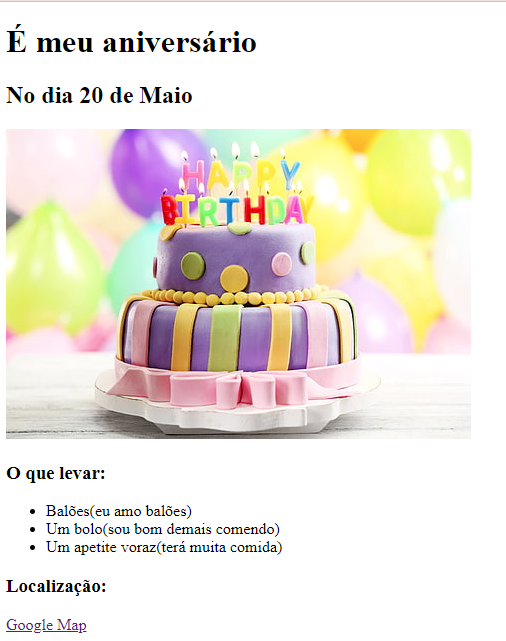 É meu aniversário
No dia 20 de Maio
HAPPY
BIRTHDAY
O que levar:
Balões(eu amo balões)
Um bolo(sou bom demais comendo)
Um apetite voraz(terá muita comida)
Localização:
Google Map